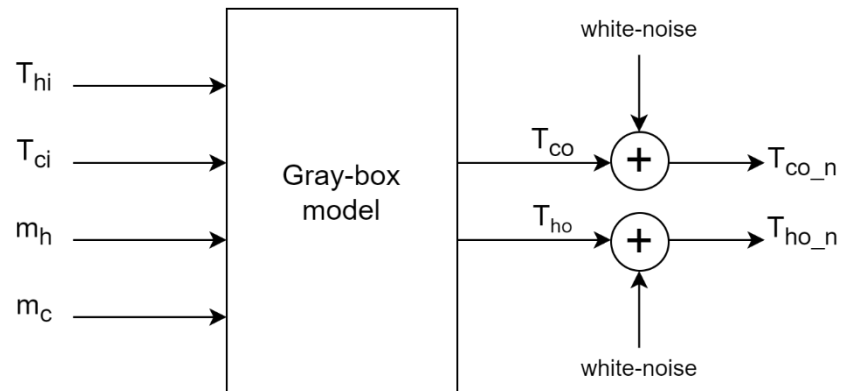 white-noise
T_hi
T_ci
m_h
m_c
Gray-box
model
T_co
+
T_co_n
T_ho
+
T_ho_n
white-noise